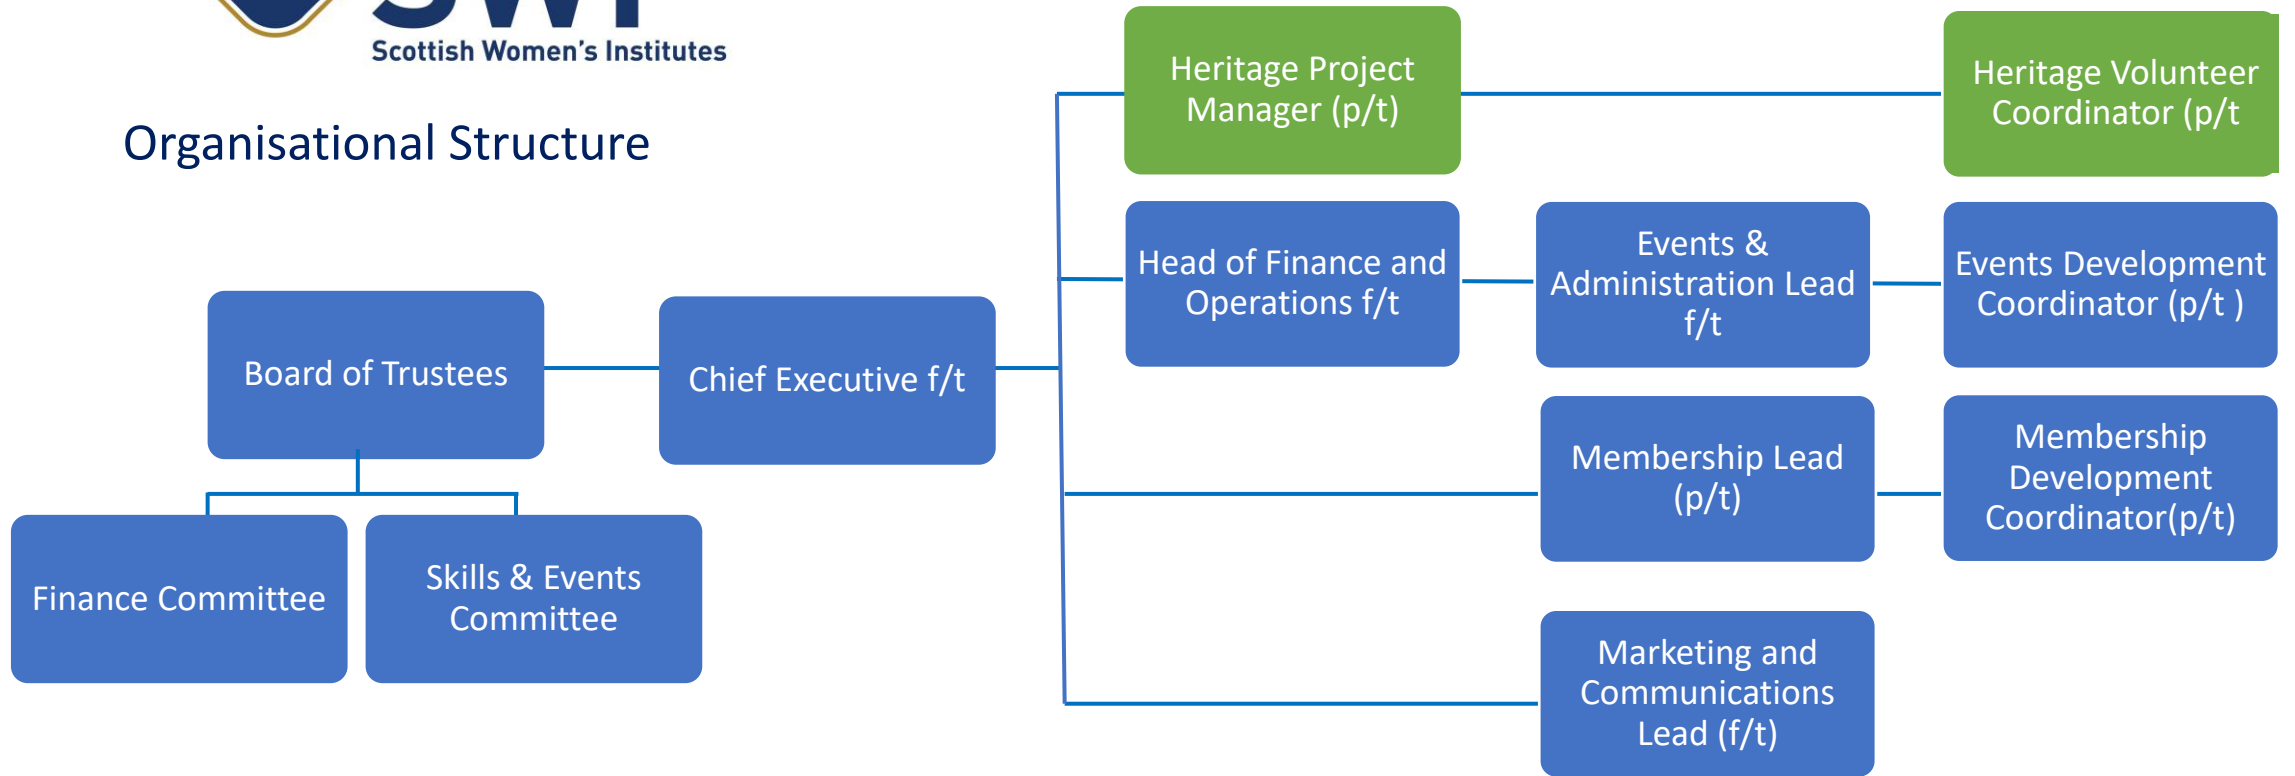 SWI
Scottish Women's Institutes
Organisational Structure
Heritage Project
Manager (p/t)
Heritage Volunteer
Coordinator (p/t
Head of Finance and
Operations f/t
Events &
Administration Lead
f/t
Events Development
Coordinator (p/t )
Board of Trustees
Chief Executive f/t
Membership Lead
(p/t)
Membership
Development
Coordinator(p/t)
Finance Committee
Skills & Events
Committee
Marketing and
Communications
Lead (f/t)